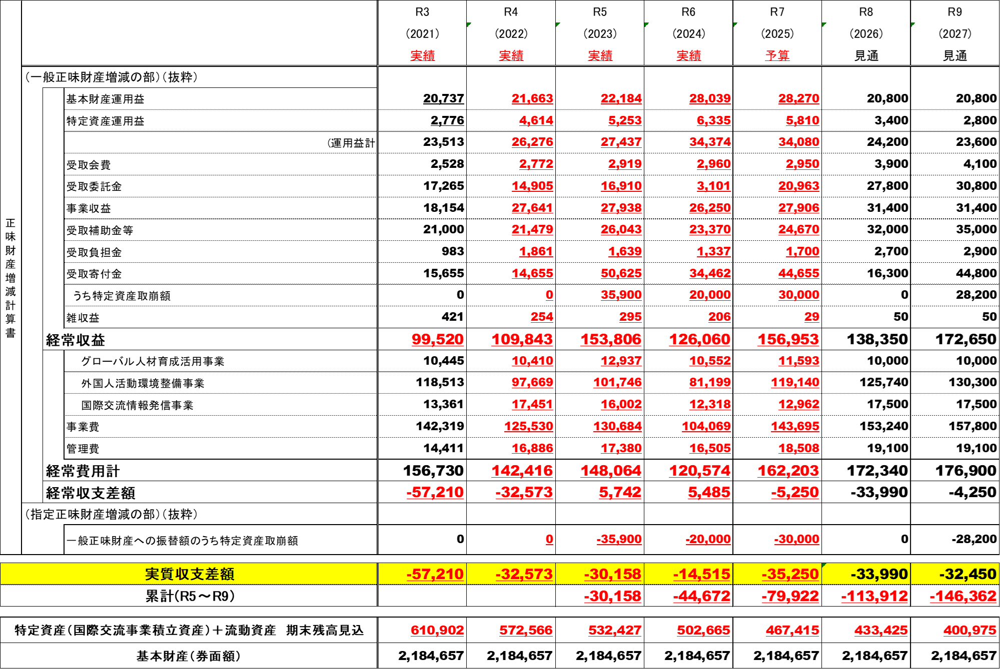 R3 R4 R5 R6 R7 R8 R9
（2021） （2022） （2023） （2024） （2025） （2026） （2027）
実績 実績 実績 実績 予算 見通 見通
正味財産増減計算書
（一般正味財産増減の部）（抜粋）
基本財産運用益 20,737 21,663 22,184 28,039 28,270 20,800 20,800
特定資産運用益 2,776 4,614 5,253 6,335 5,810 3,400 2,800
（運用益計 23,513 26,276 27,437 34,374 34,080 24,200 23,600
受取会費 2,528 2,772 2,919 2,960 2,950 3,900 4,100
受取委託金 17,265 14,905 16,910 3,101 20,963 27,800 30,800
事業収益 18,154 27,641 27,938 26,250 27,906 31,400 31,400
受取補助金等 21,000 21,479 26,043 23,370 24,670 32,000 35,000
受取負担金 983 1,861 1,639 1,337 1,700 2,700 2,900
受取寄付金 15,655 14,655 50,625 34,462 44,655 16,300 44,800
うち特定資産取崩額 0 0 35,900 20,000 30,000 0 28,200
雑収益 421 254 295 206 29 50 50
経常収益 99,520 109,843 153,806 126,060 156,953 138,350 172,650
グローバル人材育成活用事業 10,445 10,410 12,937 10,552 11,593 10,000 10,000
外国人活動環境整備事業 118,513 97,669 101,746 81,199 119,140 125,740 130,300
国際交流情報発信事業 13,361 17,451 16,002 12,318 12,962 17,500 17,500
事業費 142,319 125,530 130,684 104,069 143,695 153,240 157,800
管理費 14,411 16,886 17,380 16,505 18,508 19,100 19,100
経常費用計 156,730 142,416 148,064 120,574 162,203 172,340 176,900
経常収支差額 -57,210 -32,573 5,742 5,485 -5,250 -33,990 -4,250
（指定正味財産増減の部）（抜粋）
一般正味財産への振替額のうち特定資産取崩額 0 0 -35,900 -20,000 -30,000 0 -28,200
実質収支差額 -57,210 -32,573 -30,158 -14,515 -35,250 -33,990 -32,450
累計（R5～R9） -30,158 -44,672 -79,922 -113,912 -146,362
特定資産（国際交流事業積立資産）＋流動資産　期末残高見込 610,902 572,566 532,427 502,665 467,415 433,425 400,975
基本財産（券面額） 2,184,657 2,184,657 2,184,657 2,184,657 2,184,657 2,184,657 2,184,657